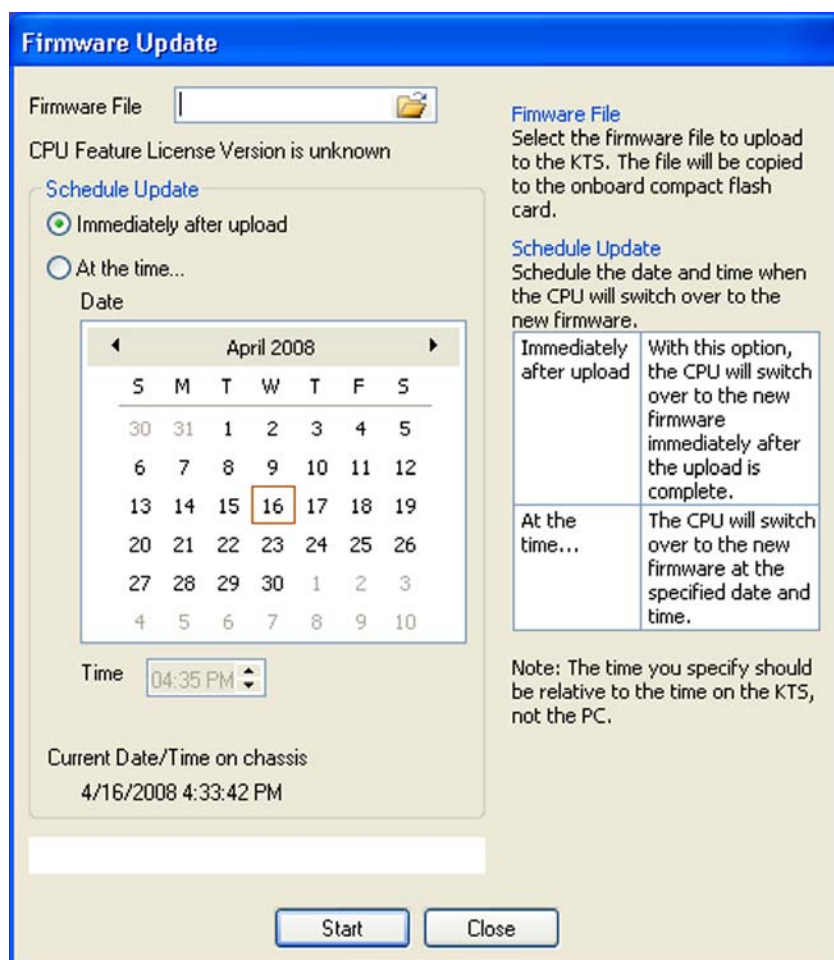 Firmware Update
Firmware File
CPU Feature License Version is unknown
Schedule Update
Immediately after upload
At the time...
Date
April 2008
S M T W T F S
30 31 1 2 3 4 5
6 7 8 9 10 11 12
13 14 15 16 17 18 19
20 21 22 23 24 25 26
27 28 29 30 1 2 3
4 5 6 7 8 9 10
Time 04:35 PM
Current Date/Time on chassis
4/16/2008 4:33:42 PM
Start Close
Fimware File
Select the firmware file to upload
to the KTS. The file will be copied
to the onboard compact flash
card.
Schedule Update
Schedule the date and time when
the CPU will switch over to the
new firmware.
Immediately
after upload
With this option,
the CPU will switch
over to the new
firmware
immediately after
the upload is
complete.
At the
time...
The CPU will switch
over to the new
firmware at the
specified date and
time.
Note: The time you specify should
be relative to the time on the KTS,
not the PC.